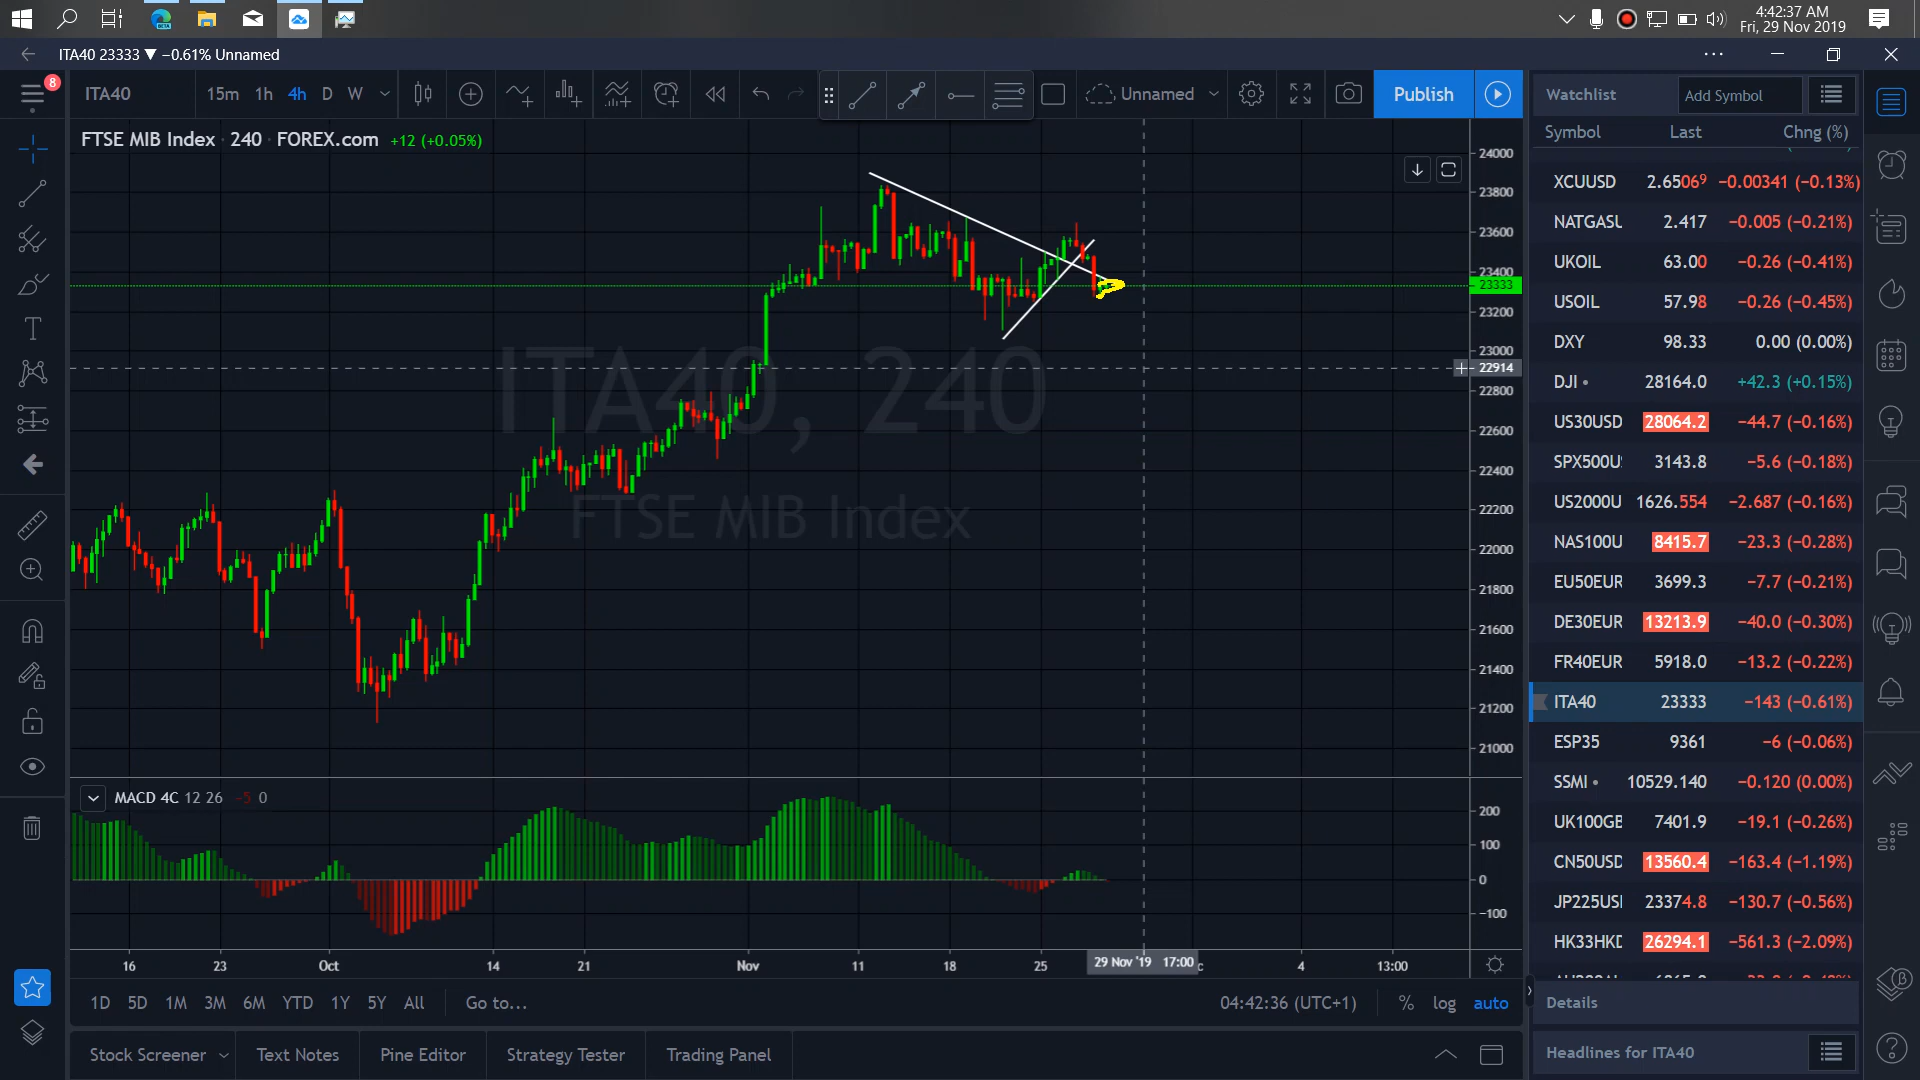 4:42:37 AM
Fri, 29 Nov 2019
ITA40 23333 ▼ −0.61% Unnamed
8
ITA40 15m 1h 4h D W Unnamed Publish
FTSE MIB Index · 240 · FOREX.com +12 (+0.05%)
ITA40, 240
FTSE MIB Index
24000
23800
23600
23400
23333
23200
23000
22914
22800
22600
22400
22200
22000
21800
21600
21400
21200
21000
MACD 4C 12 26 −5 0
200
100
0
−100
16 23 Oct 14 21 Nov 11 18 25 29 Nov '19 17:00 c 4 13:00
1D 5D 1M 3M 6M YTD 1Y 5Y All Go to... 04:42:36 (UTC+1) % log auto
Stock Screener Text Notes Pine Editor Strategy Tester Trading Panel
Watchlist Add Symbol
Symbol Last Chng (%)
XCUUSD 2.65069 −0.00341 (−0.13%)
NATGASU 2.417 −0.005 (−0.21%)
UKOIL 63.00 −0.26 (−0.41%)
USOIL 57.98 −0.26 (−0.45%)
DXY 98.33 0.00 (0.00%)
DJI • 28164.0 +42.3 (+0.15%)
US30USD 28064.2 −44.7 (−0.16%)
SPX500U 3143.8 −5.6 (−0.18%)
US2000U 1626.554 −2.687 (−0.16%)
NAS100U 8415.7 −23.3 (−0.28%)
EU50EUR 3699.3 −7.7 (−0.21%)
DE30EUR 13213.9 −40.0 (−0.30%)
FR40EUR 5918.0 −13.2 (−0.22%)
ITA40 23333 −143 (−0.61%)
ESP35 9361 −6 (−0.06%)
SSMI • 10529.140 −0.120 (0.00%)
UK100GB 7401.9 −19.1 (−0.26%)
CN50USD 13560.4 −163.4 (−1.19%)
JP225USI 23374.8 −130.7 (−0.56%)
HK33HKD 26294.1 −561.3 (−2.09%)
Details
Headlines for ITA40